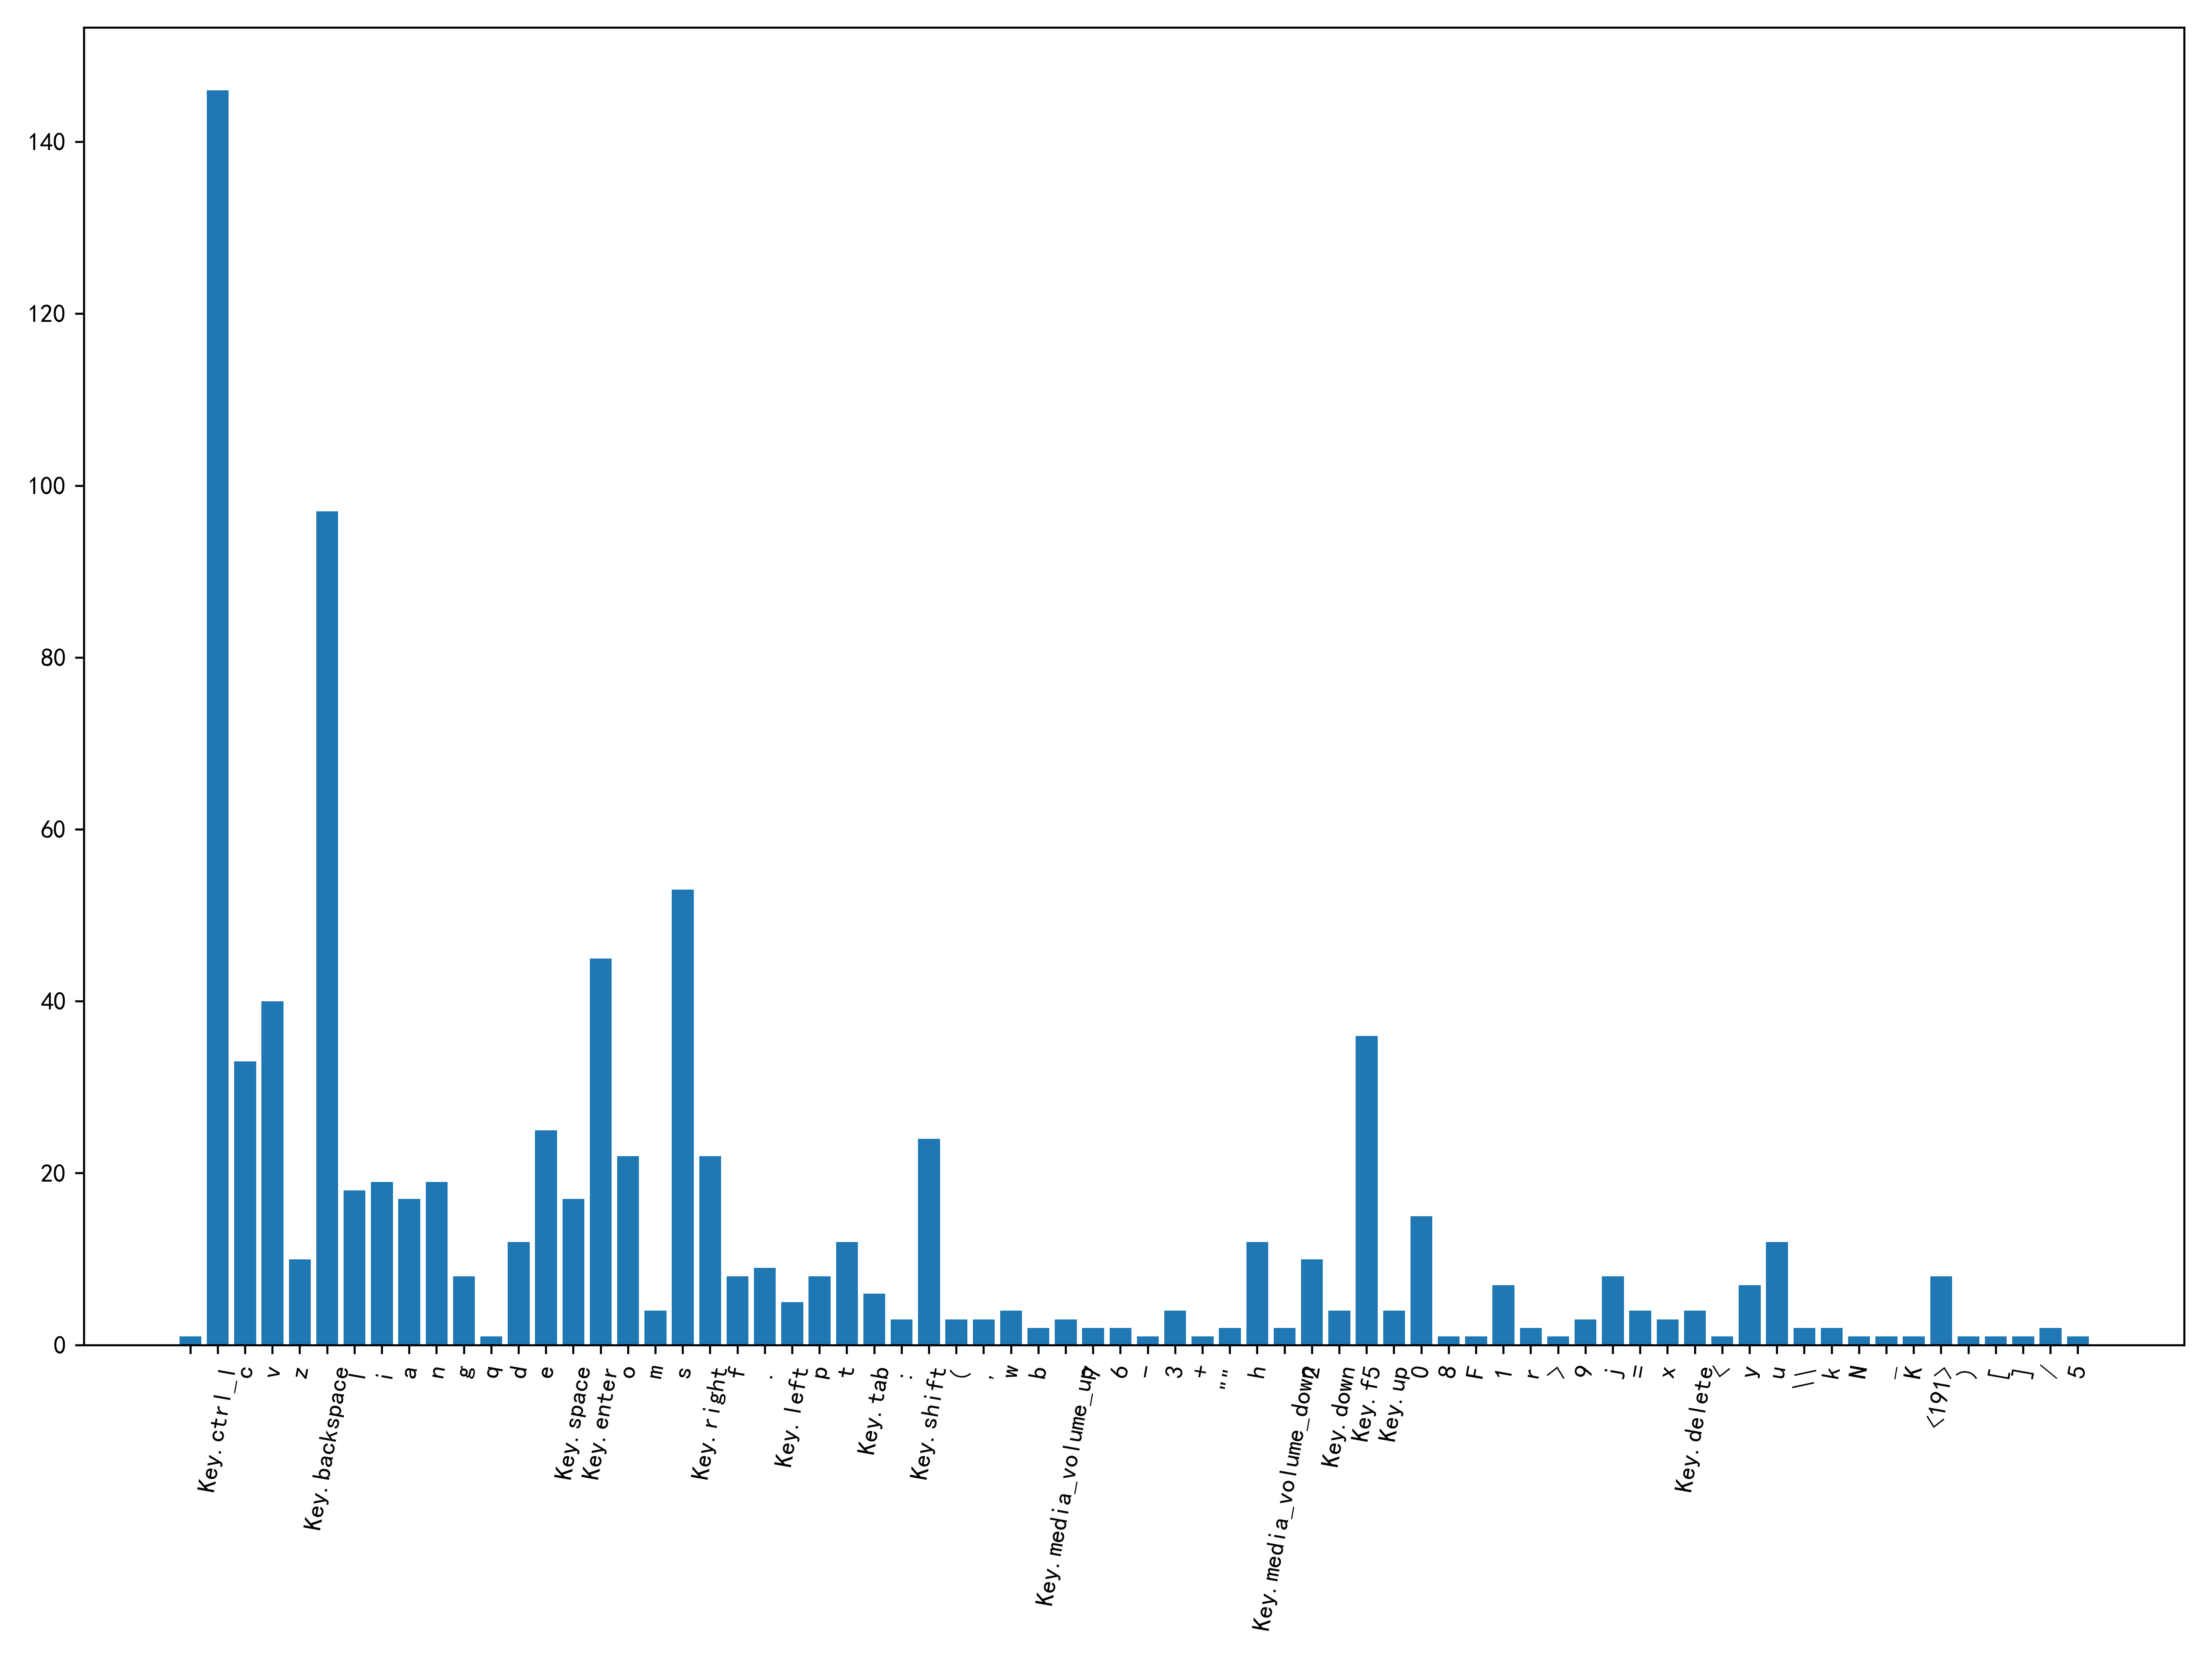 140
120
100
80
60
40
20
0
Key.ctrl_l
c
v
z
Key.backspace
l
i
a
n
g
q
d
e
Key.space
Key.enter
o
m
s
Key.right
f
.
Key.left
p
t
Key.tab
:
Key.shift
(
,
w
b
Key.media_volume_up
7
6
-
3
+
""
h
Key.media_volume_down
2
Key.down
Key.f5
Key.up
0
8
F
1
r
>
9
j
=
x
Key.delete
<
y
u
\\
k
N
_
K
<191>
)
[
]
/
5